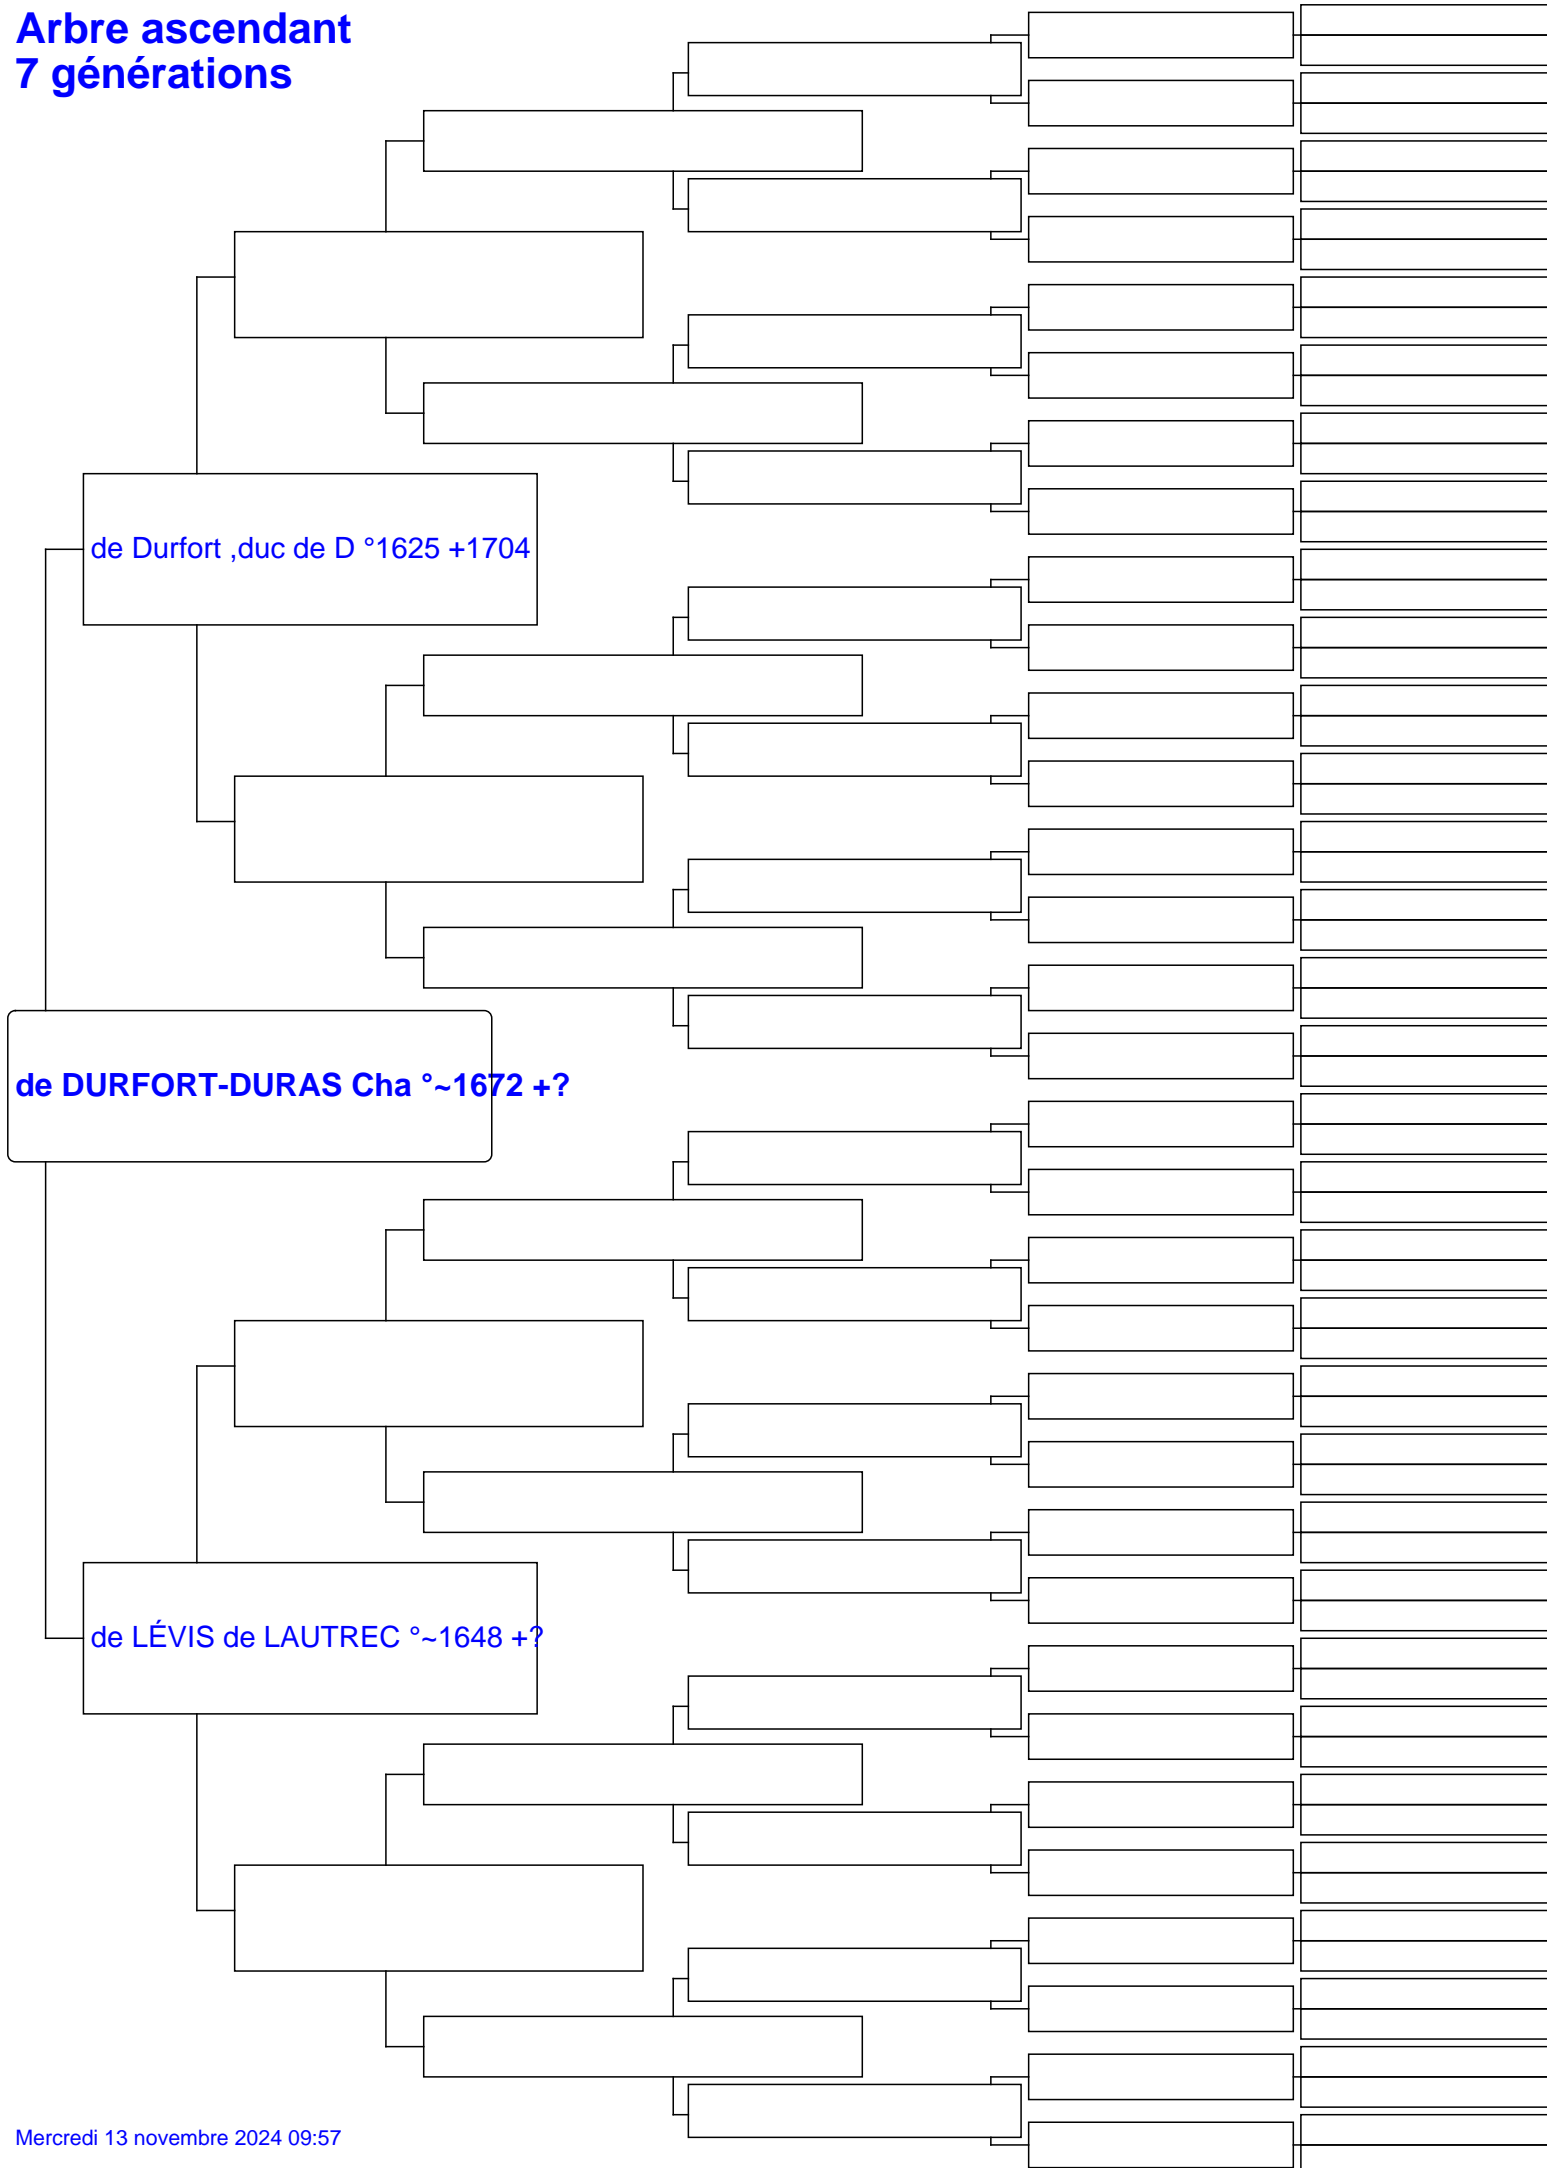 Arbre ascendant
7 générations
de Durfort ,duc de D °1625 +1704
de DURFORT-DURAS Cha °~1672 +?
de LÉVIS de LAUTREC °~1648 +?
Mercredi 13 novembre 2024 09:57